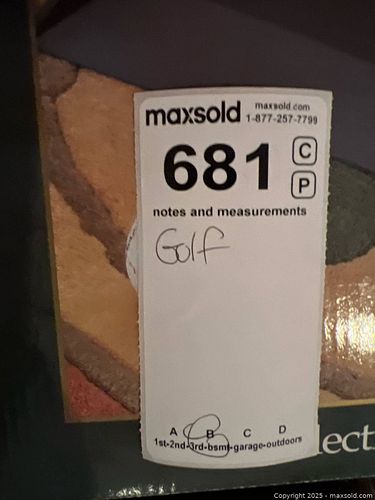 maxsold maxsold.com
1-877-257-7799
681 C
P
notes and measurements
Golf
A B C D
1st-2nd-3rd-bsmt-garage-outdoors
lect
Copyright 2025 - maxsold.com